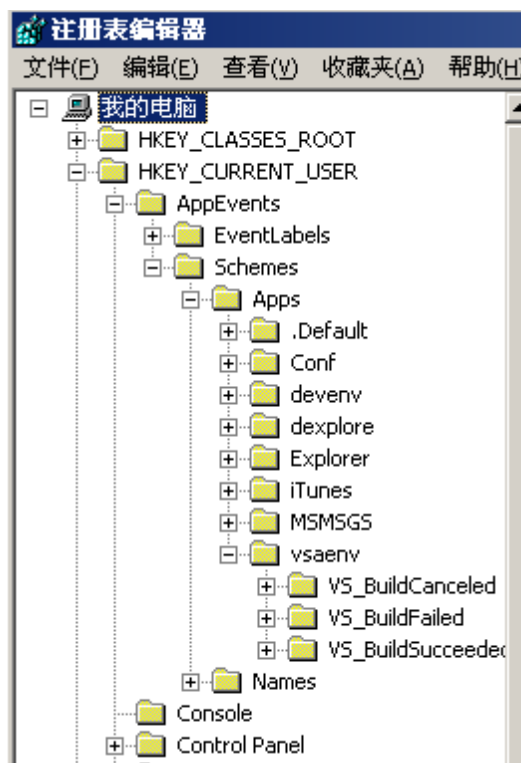 注册表编辑器
文件(F) 编辑(E) 查看(V) 收藏夹(A) 帮助(H
我的电脑
HKEY_CLASSES_ROOT
HKEY_CURRENT_USER
AppEvents
EventLabels
Schemes
Apps
.Default
Conf
devenv
dexplore
Explorer
iTunes
MSMSGS
vsaenv
VS_BuildCanceled
VS_BuildFailed
VS_BuildSucceeded
Names
Console
Control Panel